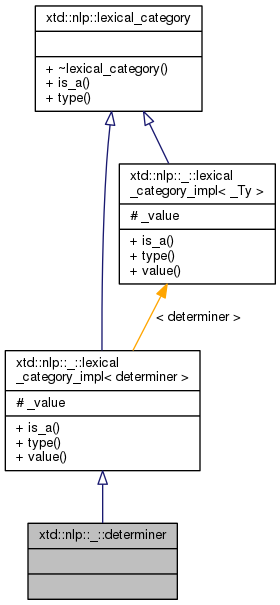 xtd::nlp::lexical_category
+ ~lexical_category()
+ is_a()
+ type()
xtd::nlp::_::lexical
_category_impl< _Ty >
# _value
+ is_a()
+ type()
+ value()
< determiner >
xtd::nlp::_::lexical
_category_impl< determiner >
# _value
+ is_a()
+ type()
+ value()
xtd::nlp::_::determiner